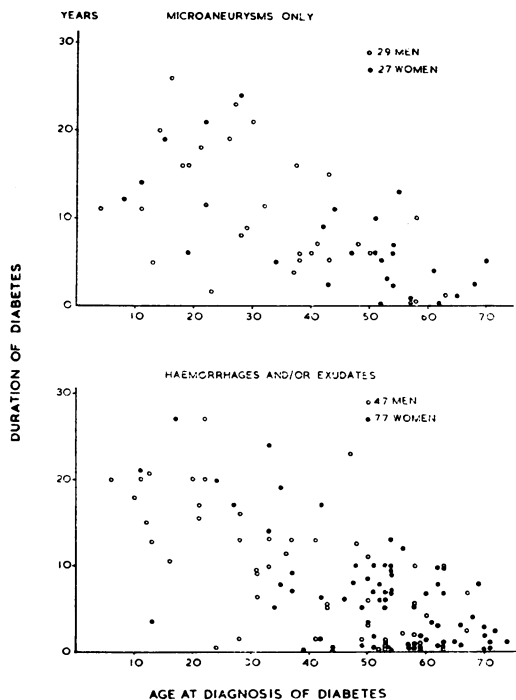 YEARS MICROANEURYSMS ONLY
30
29 MEN
27 WOMEN
20
10
0
10 20 30 40 50 60 70
DURATION OF DIABETES
HAEMORRHAGES AND/OR EXUDATES
30
47 MEN
77 WOMEN
20
10
0
10 20 30 40 50 60 70
AGE AT DIAGNOSIS OF DIABETES